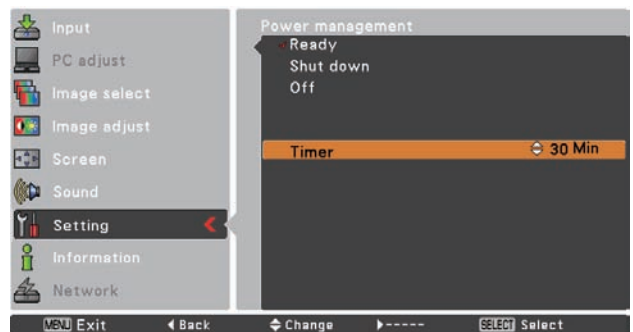 Input
PC adjust
Image select
Image adjust
Screen
Sound
Setting
Information
Network
Power management
Ready
Shut down
Off
Timer 30 Min
MENU Exit Back Change ----- SELECT Select